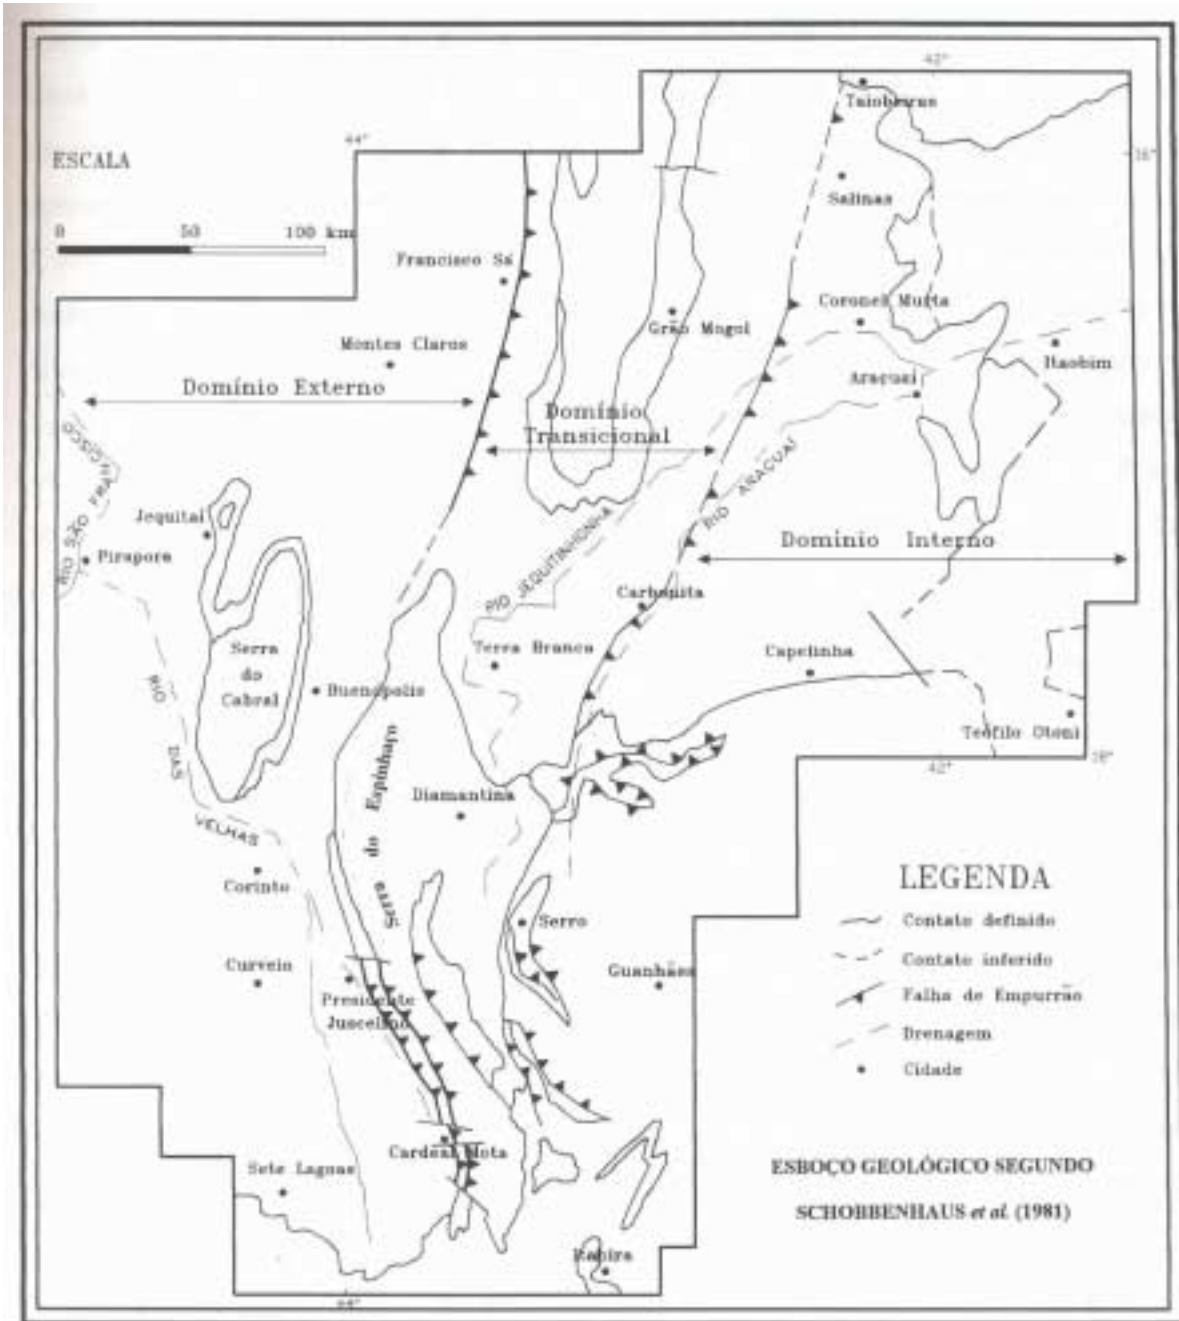 42°
Taiobeiras
44°
16°
ESCALA
Salinas
0 50 100 km
Francisco Sá
Coronel Murta
Grão Mogol
Montes Claros
Itaobim
Araçuaí
Domínio Externo
Domínio
Transicional
RIO SÃO FRANCISCO
RIO ARAÇUAÍ
Jequitaí
RIO JEQUITINHONHA
Domínio Interno
Pirapora
Carbonita
Serra
do
Cabral
Terra Branca
Capelinha
Buenópolis
RIO DAS VELHAS
Teófilo Otoni
Serra do Espinhaço
42°
18°
Diamantina
Corinto
LEGENDA
Contato definido
Serro
Contato inferido
Curvelo
Guanhães
Presidente
Juscelino
Falha de Empurrão
Drenagem
Cidade
Cardeal Mota
Sete Lagoas
ESBOÇO GEOLÓGICO SEGUNDO
SCHOBBENHAUS et al. (1981)
Itabira
44°